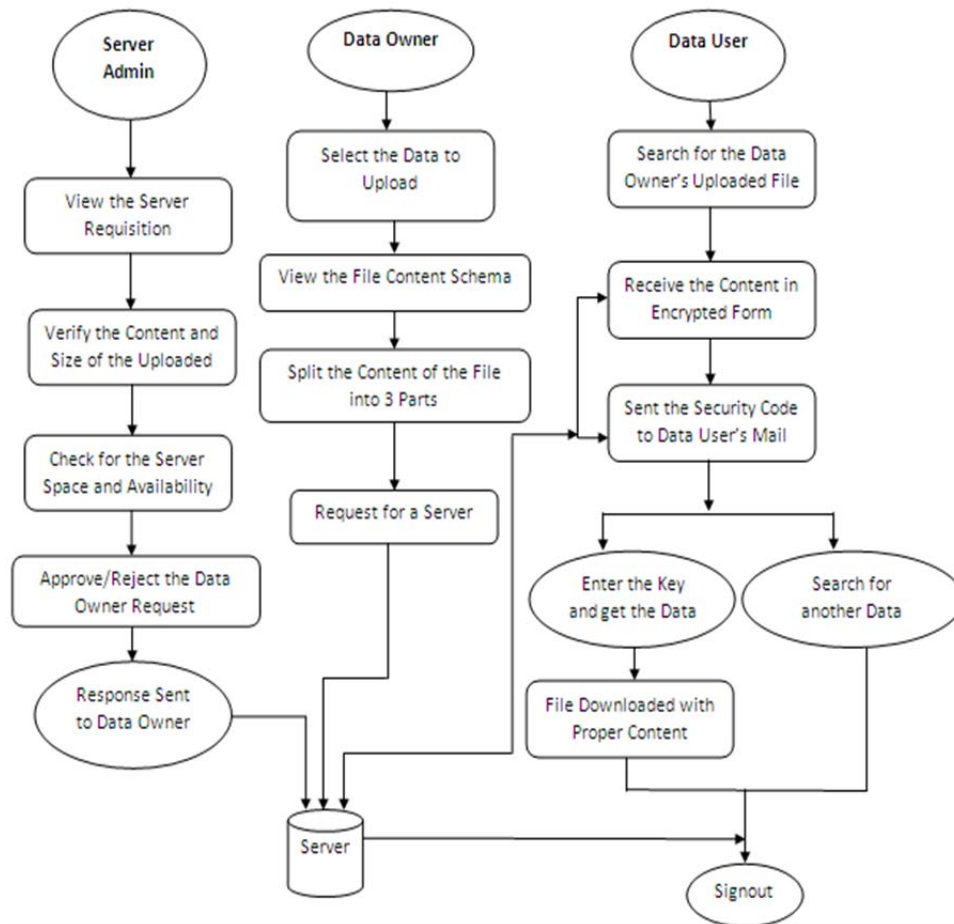 Server
Admin
View the Server
Requisition
Verify the Content and
Size of the Uploaded
Check for the Server
Space and Availability
Approve/Reject the Data
Owner Request
Response Sent
to Data Owner
Data Owner
Select the Data to
Upload
View the File Content Schema
Split the Content of the File
into 3 Parts
Request for a Server
Server
Data User
Search for the Data
Owner's Uploaded File
Receive the Content in
Encrypted Form
Sent the Security Code
to Data User's Mail
Enter the Key
and get the Data
Search for
another Data
File Downloaded with
Proper Content
Signout